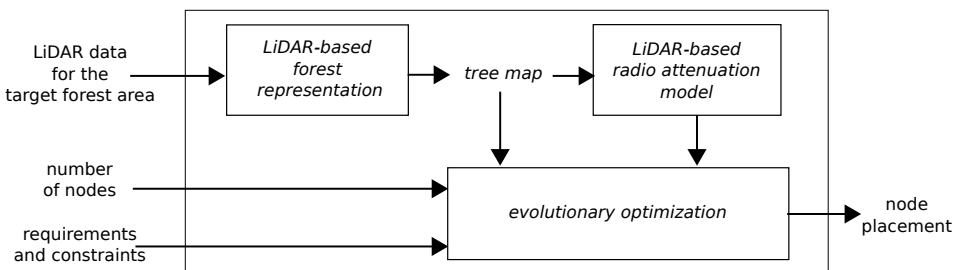 LiDAR data
for the
target forest area
LiDAR-based
forest
representation
tree map
LiDAR-based
radio attenuation
model
number
of nodes
evolutionary optimization
node
placement
requirements
and constraints